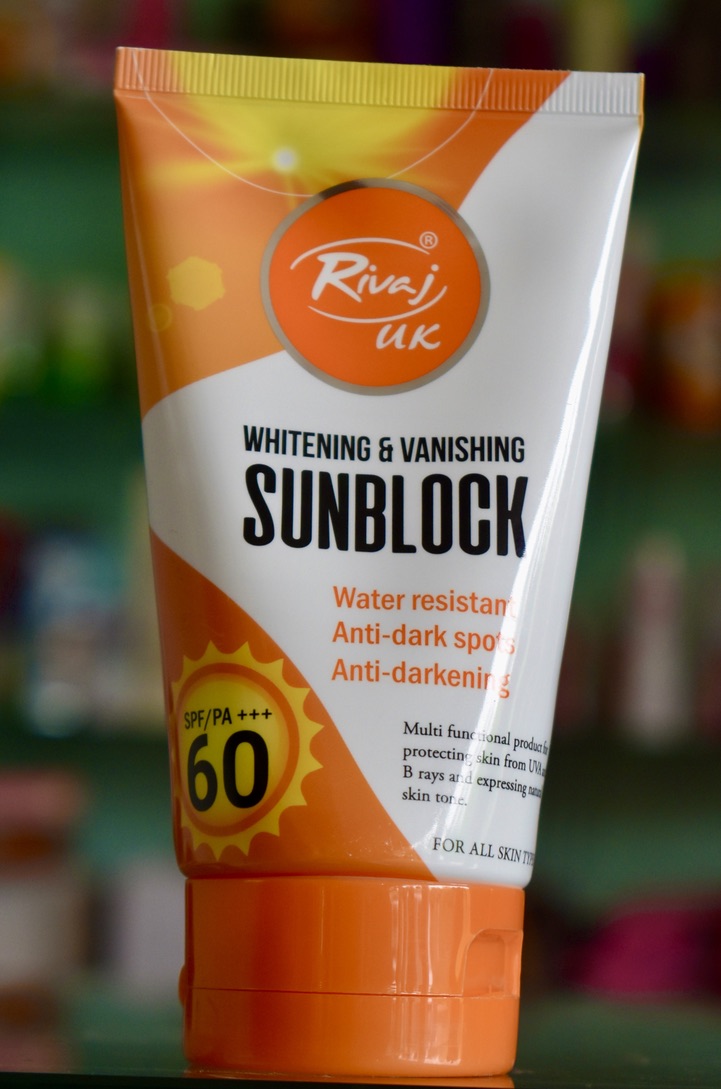 Rivaj®
UK
WHITENING & VANISHING
SUNBLOCK
Water resistant
Anti-dark spots
Anti-darkening
SPF/PA +++
60
Multi functional product for
protecting skin from UVA
B rays and expressing
skin tone.
FOR ALL SKIN